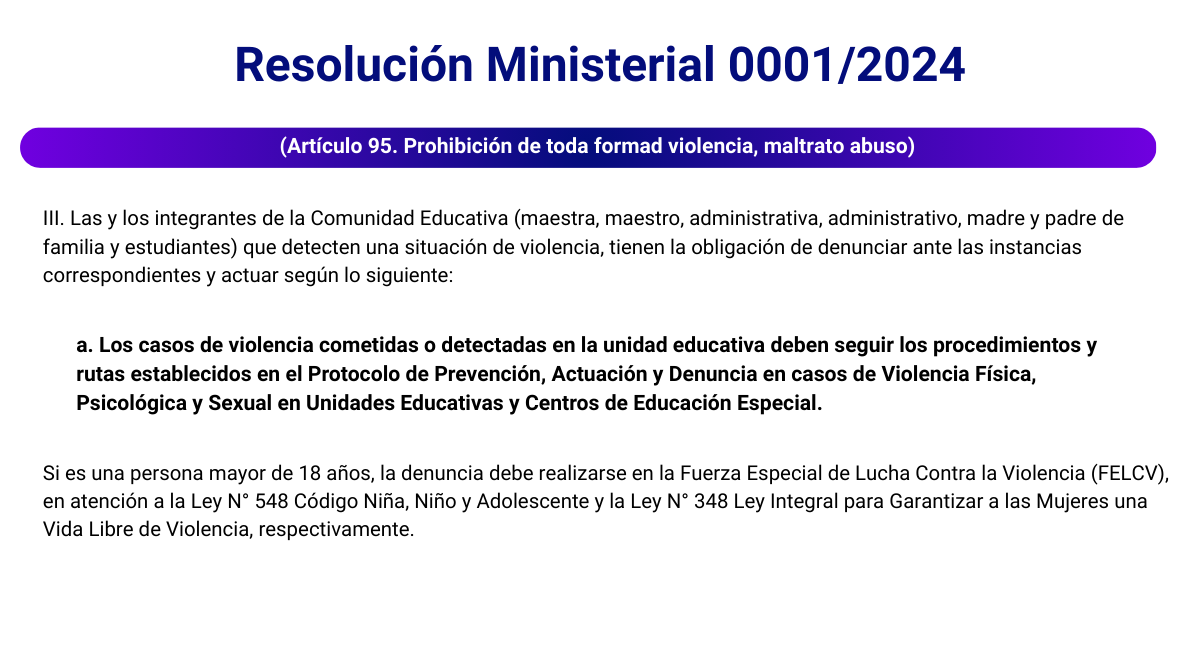 Resolución Ministerial 0001/2024
(Artículo 95. Prohibición de toda formad violencia, maltrato abuso)
III. Las y los integrantes de la Comunidad Educativa (maestra, maestro, administrativa, administrativo, madre y padre de
familia y estudiantes) que detecten una situación de violencia, tienen la obligación de denunciar ante las instancias
correspondientes y actuar según lo siguiente:
a. Los casos de violencia cometidas o detectadas en la unidad educativa deben seguir los procedimientos y
rutas establecidos en el Protocolo de Prevención, Actuación y Denuncia en casos de Violencia Física,
Psicológica y Sexual en Unidades Educativas y Centros de Educación Especial.
Si es una persona mayor de 18 años, la denuncia debe realizarse en la Fuerza Especial de Lucha Contra la Violencia (FELCV),
en atención a la Ley N° 548 Código Niña, Niño y Adolescente y la Ley N° 348 Ley Integral para Garantizar a las Mujeres una
Vida Libre de Violencia, respectivamente.